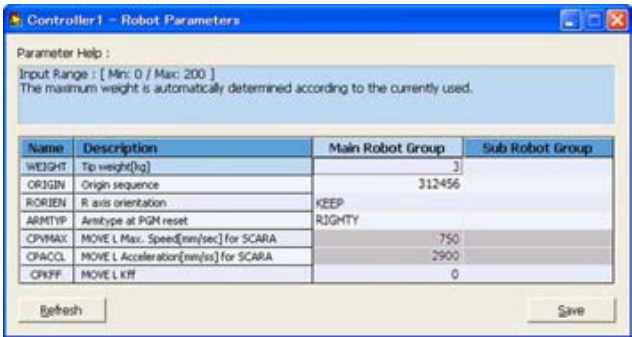 Controller1 - Robot Parameters
Parameter Help :
Input Range : [ Min: 0 / Max: 200 ]
The maximum weight is automatically determined according to the currently used.
Name Description Main Robot Group Sub Robot Group
WEIGHT Tip weight[kg] 3
ORIGIN Origin sequence 312456
RORIEN R axis orientation KEEP
ARMTYP Armtype at PGM reset RIGHTY
CPVMAX MOVE L Max. Speed[mm/sec] for SCARA 750
CPACCL MOVE L Acceleration[mm/ss] for SCARA 2900
CPKFF MOVE L Kff 0
Refresh Save